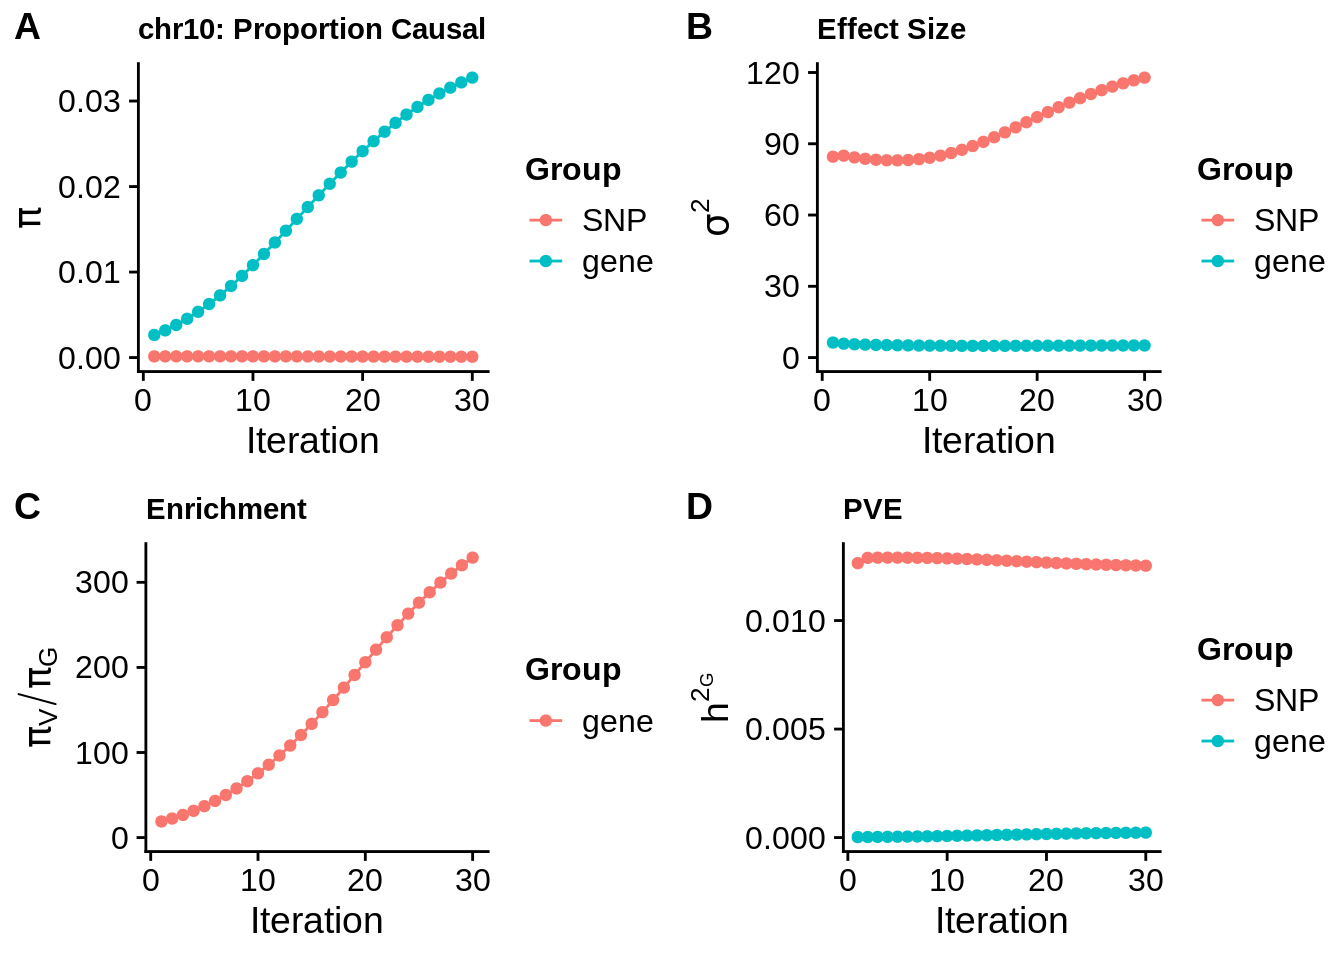 A
chr10: Proportion Causal
π
0.03
0.02
0.01
0.00
0 10 20 30
Iteration
Group
SNP
gene
B
Effect Size
σ2
120
90
60
30
0
0 10 20 30
Iteration
Group
SNP
gene
C
Enrichment
πV/πG
300
200
100
0
0 10 20 30
Iteration
Group
gene
D
PVE
h2G
0.010
0.005
0.000
0 10 20 30
Iteration
Group
SNP
gene